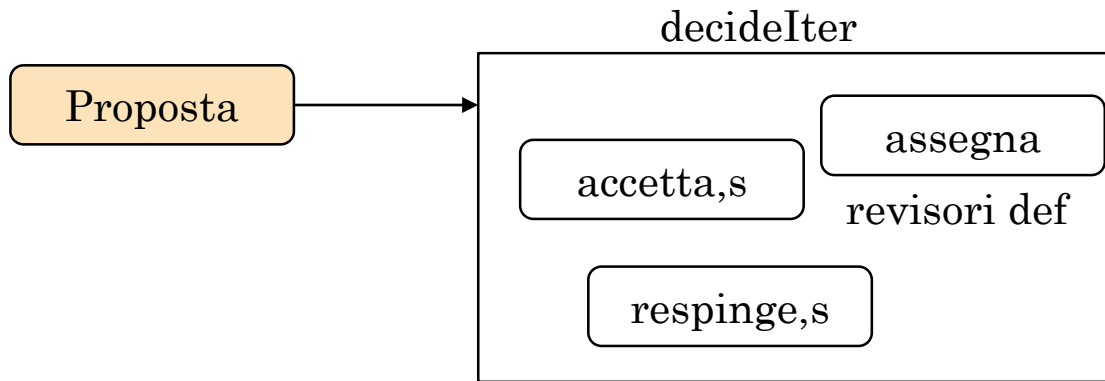 decideIter
Proposta
assegna
accetta,s
revisori def
respinge,s